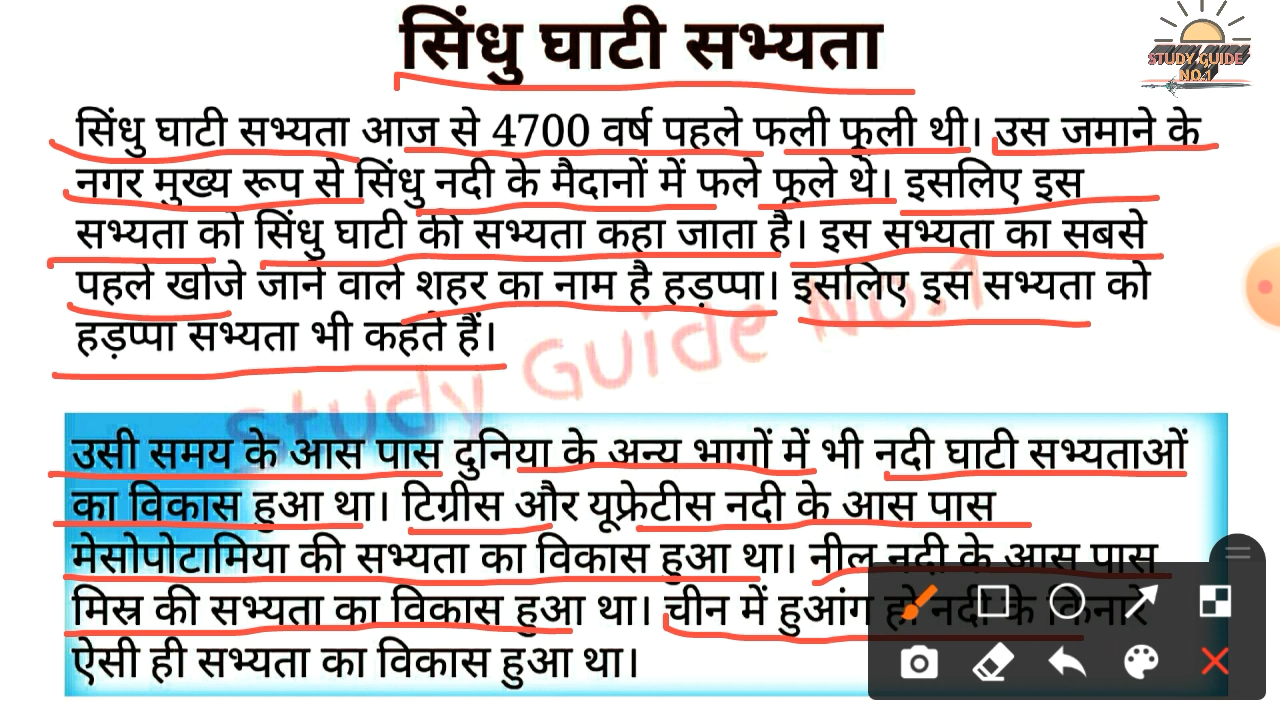 सिंधु घाटी सभ्यता
STUDY GUIDE
NO.1
सिंधु घाटी सभ्यता आज से 4700 वर्ष पहले फली फूली थी। उस जमाने के
नगर मुख्य रूप से सिंधु नदी के मैदानों में फले फूले थे। इसलिए इस
सभ्यता को सिंधु घाटी की सभ्यता कहा जाता है। इस सभ्यता का सबसे
पहले खोजे जाने वाले शहर का नाम है हड़प्पा। इसलिए इस सभ्यता को
हड़प्पा सभ्यता भी कहते हैं।
Study Guide No.1
उसी समय के आस पास दुनिया के अन्य भागों में भी नदी घाटी सभ्यताओं
का विकास हुआ था। टिग्रीस और यूफ्रेटीस नदी के आस पास
मेसोपोटामिया की सभ्यता का विकास हुआ था। नील नदी के आस पास
मिस्र की सभ्यता का विकास हुआ था। चीन में हुआंग हो नदी के किनारे
ऐसी ही सभ्यता का विकास हुआ था।